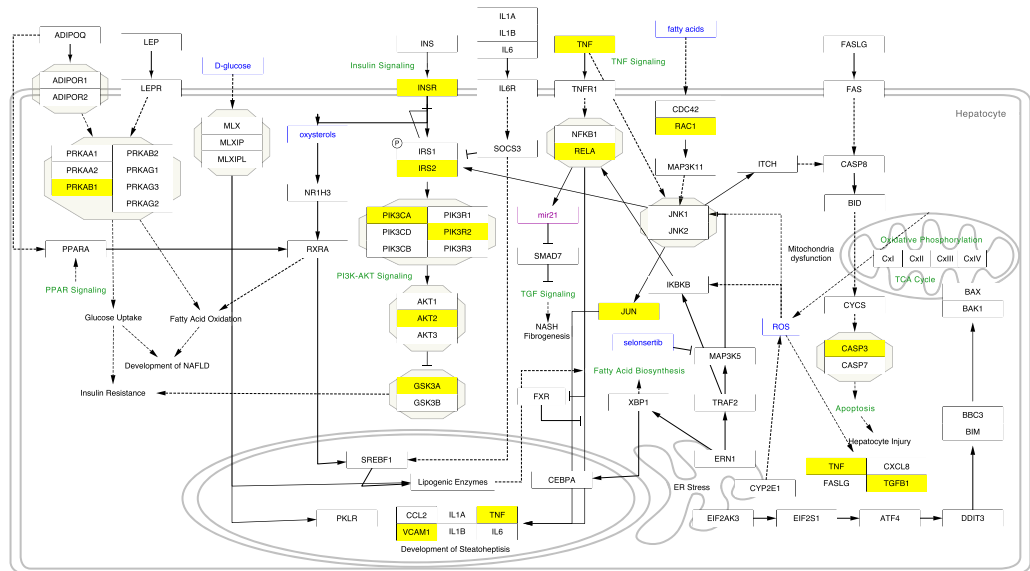 ADIPOQ
LEP
INS
IL1A
IL1B
IL6
TNF
fatty acids
FASLG
D-glucose
Insulin Signaling
TNF Signaling
ADIPOR1
ADIPOR2
LEPR
INSR
IL6R
TNFR1
FAS
Hepatocyte
CDC42
RAC1
MLX
MLXIP
MLXIPL
oxysterols
P
IRS1
IRS2
SOCS3
NFKB1
RELA
PRKAA1
PRKAA2
PRKAB1
PRKAB2
PRKAG1
PRKAG3
PRKAG2
MAP3K11
ITCH
CASP8
NR1H3
BID
PIK3CA
PIK3CD
PIK3CB
PIK3R1
PIK3R2
PIK3R3
mir21
JNK1
JNK2
PPARA
RXRA
SMAD7
Mitochondria
dysfunction
Oxidative Phosphorylation
CxI
CxII
CxIII
CxIV
TCA Cycle
PI3K-AKT Signaling
PPAR Signaling
TGF Signaling
IKBKB
BAX
BAK1
AKT1
AKT2
AKT3
JUN
CYCS
Glucose Uptake
Fatty Acid Oxidation
NASH
Fibrogenesis
ROS
selonsertib
MAP3K5
CASP3
CASP7
Development of NAFLD
Fatty Acid Biosynthesis
Insulin Resistance
GSK3A
GSK3B
FXR
XBP1
TRAF2
Apoptosis
BBC3
BIM
Hepatocyte Injury
SREBF1
ERN1
TNF
CXCL8
FASLG
TGFB1
Lipogenic Enzymes
CEBPA
ER Stress
CYP2E1
PKLR
CCL2
IL1A
TNF
VCAM1
IL1B
IL6
EIF2AK3
EIF2S1
ATF4
DDIT3
Development of Steatoheptisis